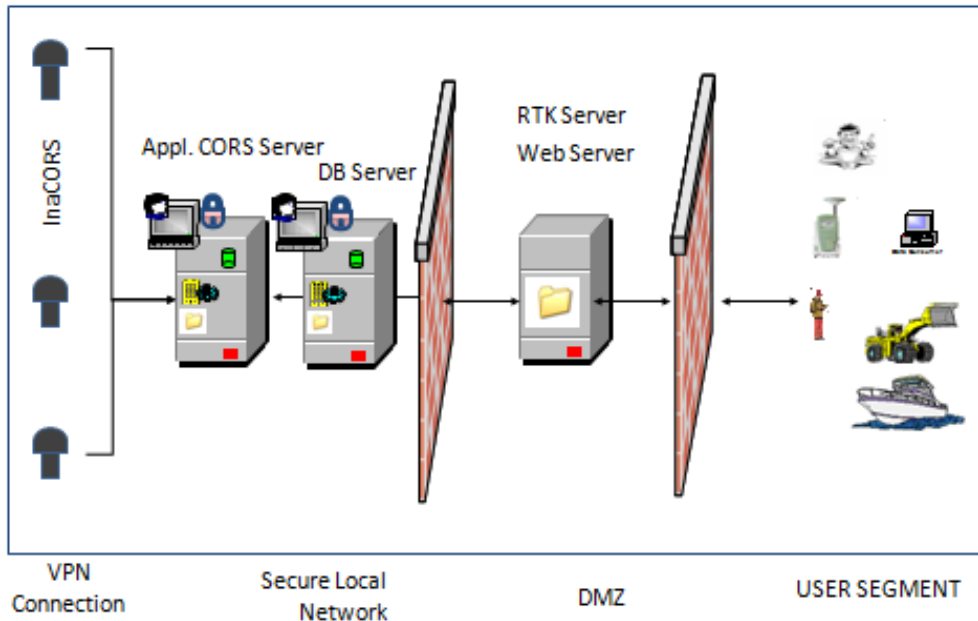 InaCORS
Appl. CORS Server
DB Server
RTK Server
Web Server
VPN
Connection
Secure Local
Network
DMZ
USER SEGMENT